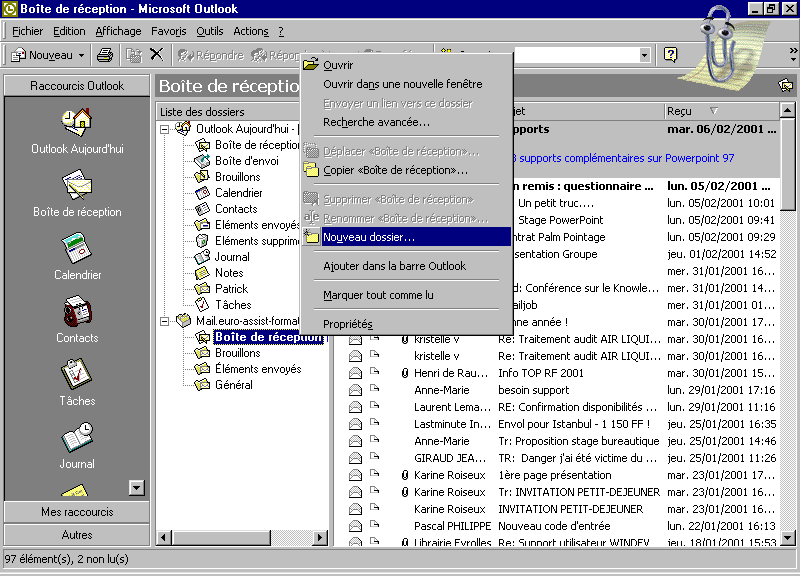 Boîte de réception - Microsoft Outlook
Fichier Edition Affichage Favoris Outils Actions ?
Nouveau Répondre
Raccourcis Outlook
Outlook Aujourd'hui
Boîte de réception
Calendrier
Contacts
Tâches
Journal
Mes raccourcis
Autres
Boîte de réceptio
Liste des dossiers
Outlook Aujourd'hui - [
Boîte de réception
Boîte d'envoi
Brouillons
Calendrier
Contacts
Eléments envoyés
Eléments supprim
Journal
Notes
Patrick
Tâches
Mail.euro-assist-format
Boîte de réception
Brouillons
Éléments envoyés
Général
Ouvrir
Ouvrir dans une nouvelle fenêtre
Envoyer un lien vers ce dossier
Recherche avancée...
Déplacer «Boîte de réception»...
Copier «Boîte de réception»...
Supprimer «Boîte de réception»
Renommer «Boîte de réception»...
Nouveau dossier...
Ajouter dans la barre Outlook
Marquer tout comme lu
Propriétés
jet Reçu
pports mar. 06/02/2001 ...
supports complémentaires sur Powerpoint 97
n remis : questionnaire ... lun. 05/02/2001 ...
Un petit truc.... lun. 05/02/2001 10:01
Stage PowerPoint lun. 05/02/2001 09:41
ntrat Palm Pointage lun. 05/02/2001 09:29
sentation Groupe jeu. 01/02/2001 14:52
mer. 31/01/2001 16...
d: Conférence sur le Knowle... mer. 31/01/2001 16...
ailjob mer. 31/01/2001 01...
nne année ! mar. 30/01/2001 17...
kristelle v Re: Traitement audit AIR LIQUI... mar. 30/01/2001 17...
kristelle v Re: Traitement audit AIR LIQUI... mar. 30/01/2001 16...
Henri de Rau... Info TOP RF 2001 mar. 30/01/2001 15...
Anne-Marie besoin support lun. 29/01/2001 17:16
Laurent Lema... RE: Confirmation disponibilités ... lun. 29/01/2001 11:16
Lastminute In... Envol pour Istanbul - 1 150 FF ! jeu. 25/01/2001 16:35
Anne-Marie Tr: Proposition stage bureautique jeu. 25/01/2001 14:46
GIRAUD JEA... TR: Danger j'ai été victime du ... jeu. 25/01/2001 11:26
Karine Roiseux 1ère page présentation mar. 23/01/2001 17...
Karine Roiseux Tr: INVITATION PETIT-DEJEUNER mar. 23/01/2001 16...
Karine Roiseux INVITATION PETIT-DEJEUNER mar. 23/01/2001 16...
Pascal PHILIPPE Nouveau code d'entrée lun. 22/01/2001 16:13
Librairie Eyrolles Re: Support utilisateur WINDEV jeu. 18/01/2001 15:53
97 élément(s), 2 non lu(s)